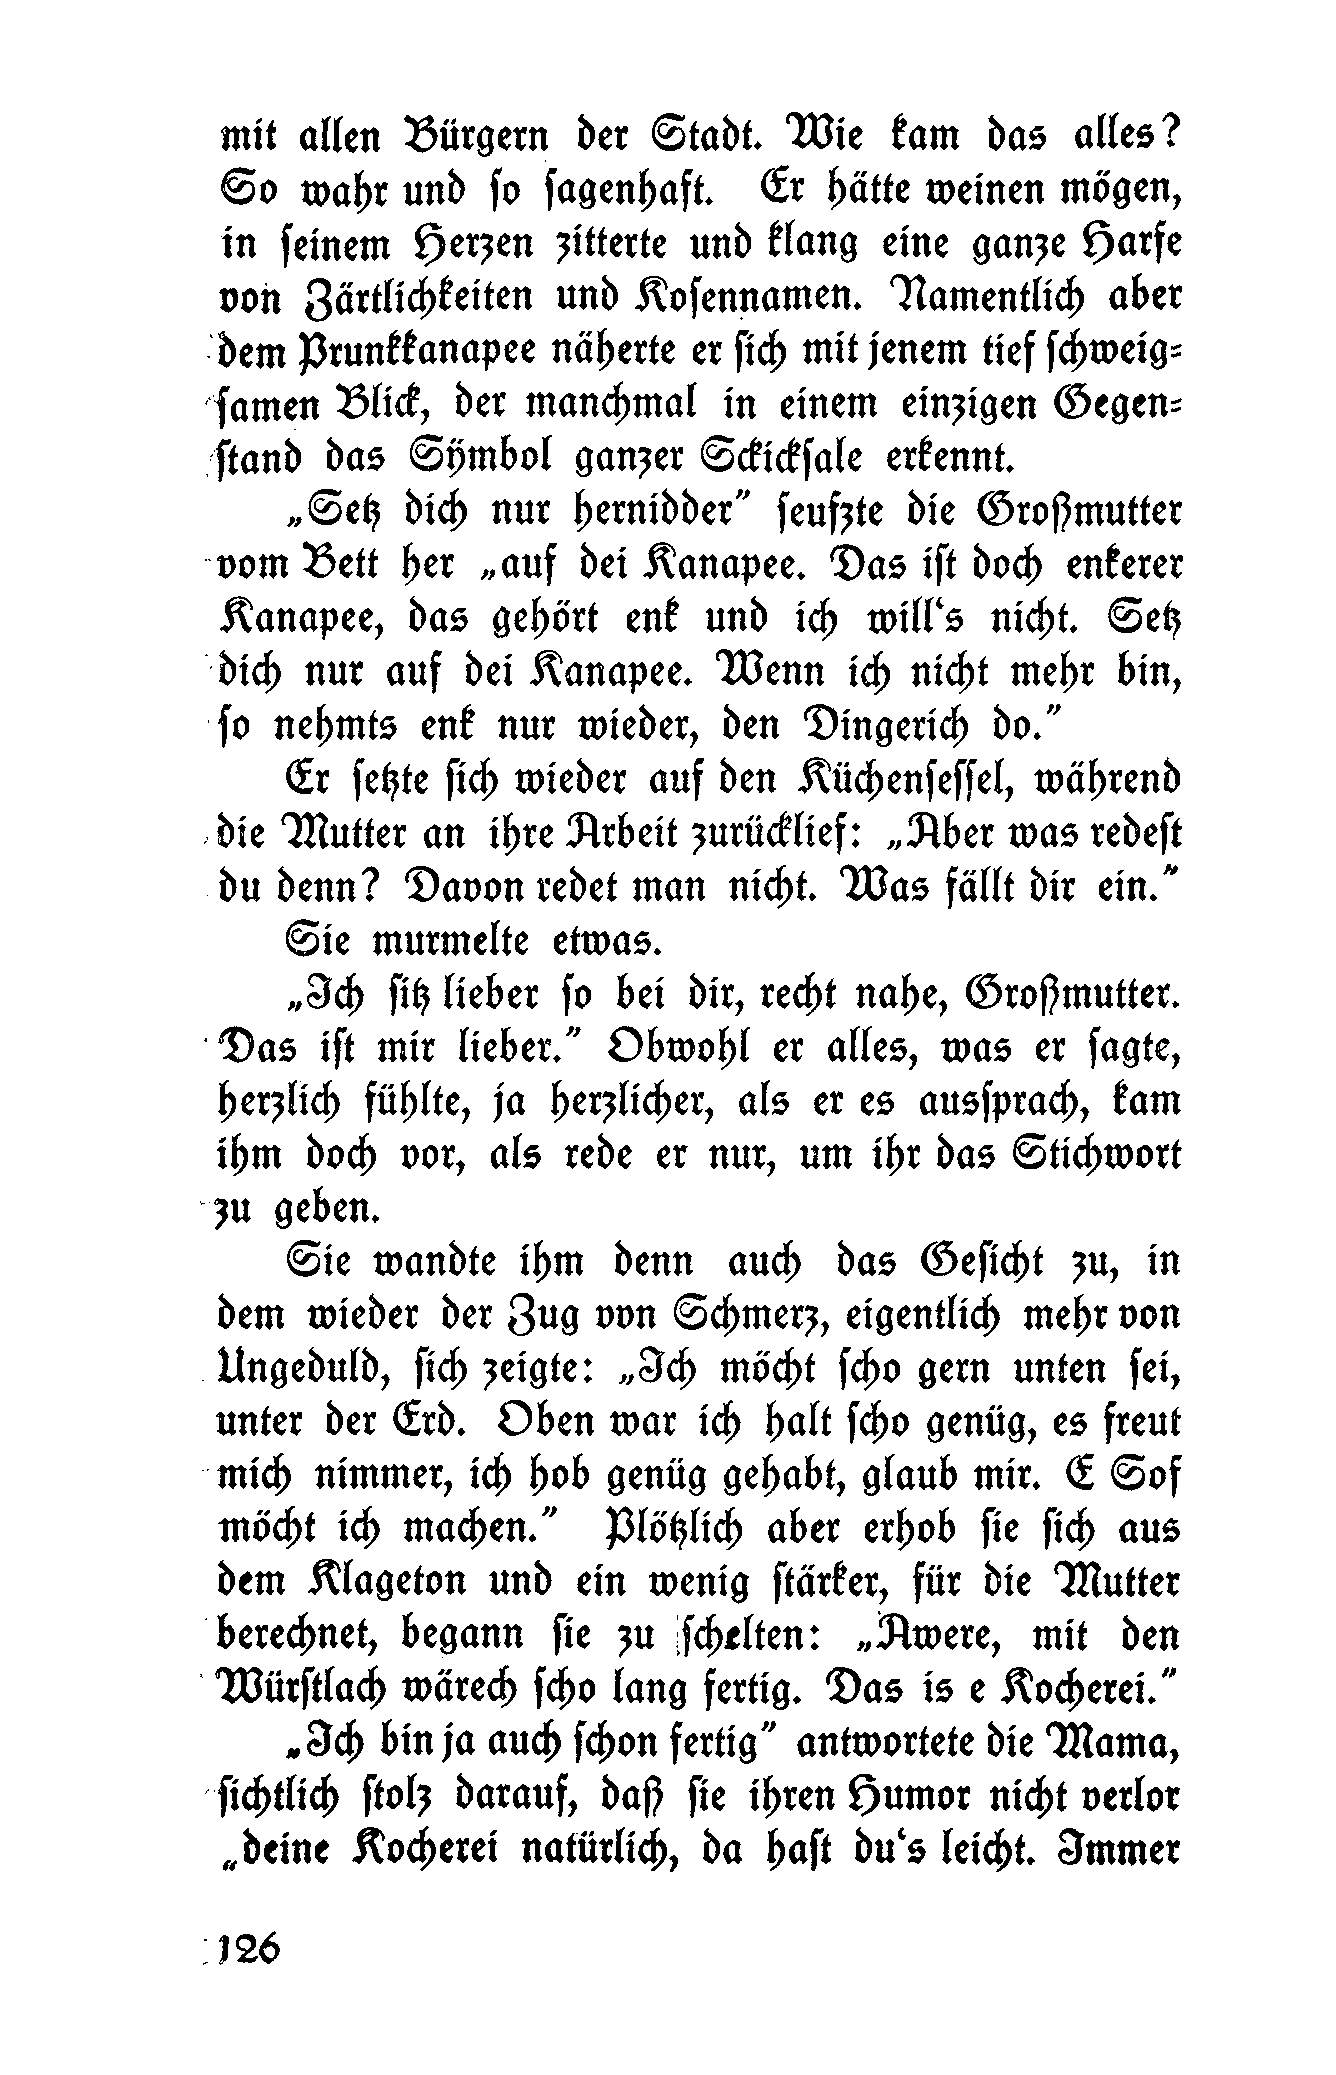 mit allen Bürgern der Stadt. Wie kam das alles?
So wahr und so sagenhaft. Er hätte weinen mögen,
in seinem Herzen zitterte und klang eine ganze Harfe
von Zärtlichkeiten und Kosennamen. Namentlich aber
dem Prunkkanapee näherte er sich mit jenem tief schweig-
samen Blick, der manchmal in einem einzigen Gegen-
stand das Sÿmbol ganzer Sckicksale erkennt.
„Setz dich nur hernidder” seufzte die Großmutter
vom Bett her „auf dei Kanapee. Das ist doch enkerer
Kanapee, das gehört enk und ich will‘s nicht. Setz
dich nur auf dei Kanapee. Wenn ich nicht mehr bin,
so nehmts enk nur wieder, den Dingerich do.”
Er setzte sich wieder auf den Küchensessel, während
die Mutter an ihre Arbeit zurücklief: „Aber was redest
du denn? Davon redet man nicht. Was fällt dir ein.”
Sie murmelte etwas.
„Ich sitz lieber so bei dir, recht nahe, Großmutter.
Das ist mir lieber.” Obwohl er alles, was er sagte,
herzlich fühlte, ja herzlicher, als er es aussprach, kam
ihm doch vor, als rede er nur, um ihr das Stichwort
zu geben.
Sie wandte ihm denn auch das Gesicht zu, in
dem wieder der Zug von Schmerz, eigentlich mehr von
Ungeduld, sich zeigte: „Ich möcht scho gern unten sei,
unter der Erd. Oben war ich halt scho genüg, es freut
mich nimmer, ich hob genüg gehabt, glaub mir. E Sof
möcht ich machen.” Plötzlich aber erhob sie sich aus
dem Klageton und ein wenig stärker, für die Mutter
berechnet, begann sie zu schelten: „Awere, mit den
Würstlach wärech scho lang fertig. Das is e Kocherei.”
„Ich bin ja auch schon fertig” antwortete die Mama,
sichtlich stolz darauf, daß sie ihren Humor nicht verlor
„deine Kocherei natürlich, da hast du‘s leicht. Immer
126